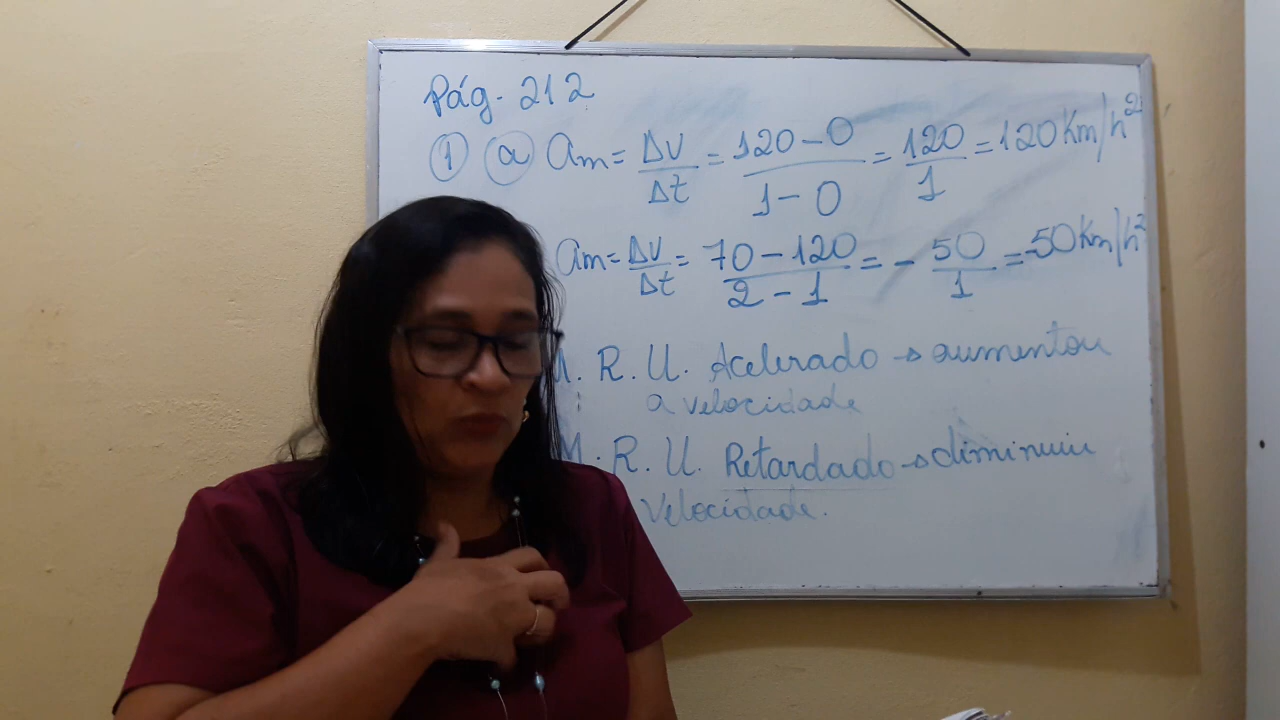 Pág. 212
① ⓐ am = Δv/Δt = 120 - 0/1 - 0 = 120/1 = 120 Km/h²
am = Δv/Δt = 70 - 120/2 - 1 = - 50/1 = -50 Km/h²
M. R. U. Acelerado → aumentou
a velocidade
M. R. U. Retardado → diminuiu
velocidade.